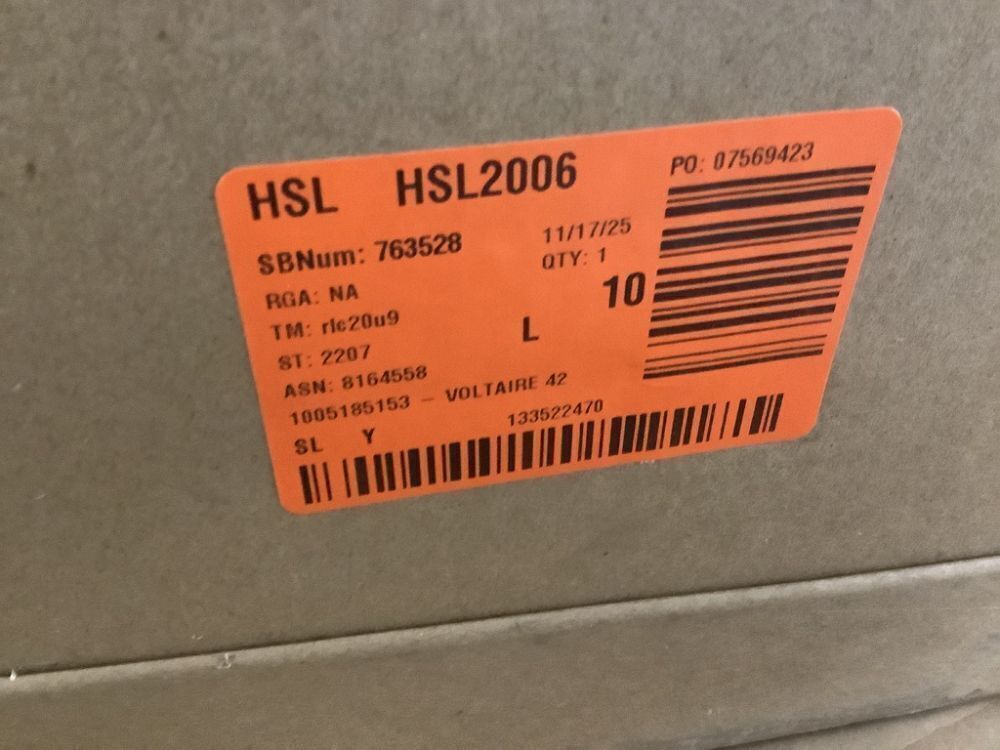 HSL HSL2006
PO: 07569423
SBNum: 763528
11/17/25
QTY: 1
RGA: NA
10
TM: rlc20u9
L
ST: 2207
ASN: 8164558
1005185153 - VOLTAIRE 42
SL Y
133522470